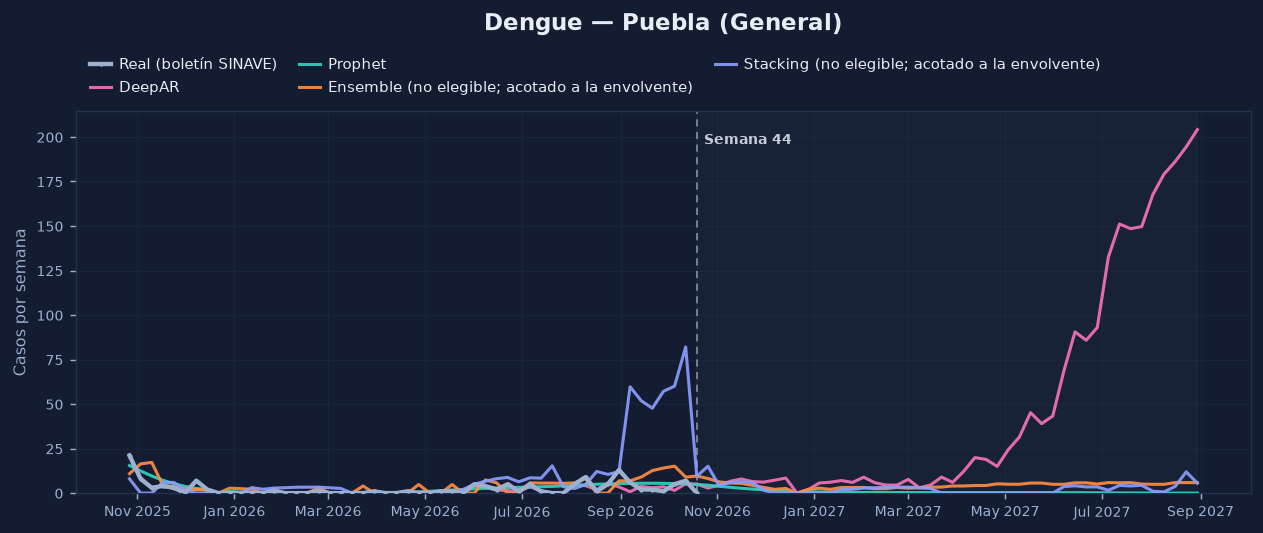 Dengue — Puebla (General)
Real (boletín SINAVE)
Prophet
Stacking (no elegible; acotado a la envolvente)
DeepAR
Ensemble (no elegible; acotado a la envolvente)
Semana 44
Casos por semana
200
175
150
125
100
75
50
25
0
Nov 2025
Jan 2026
Mar 2026
May 2026
Jul 2026
Sep 2026
Nov 2026
Jan 2027
Mar 2027
May 2027
Jul 2027
Sep 2027